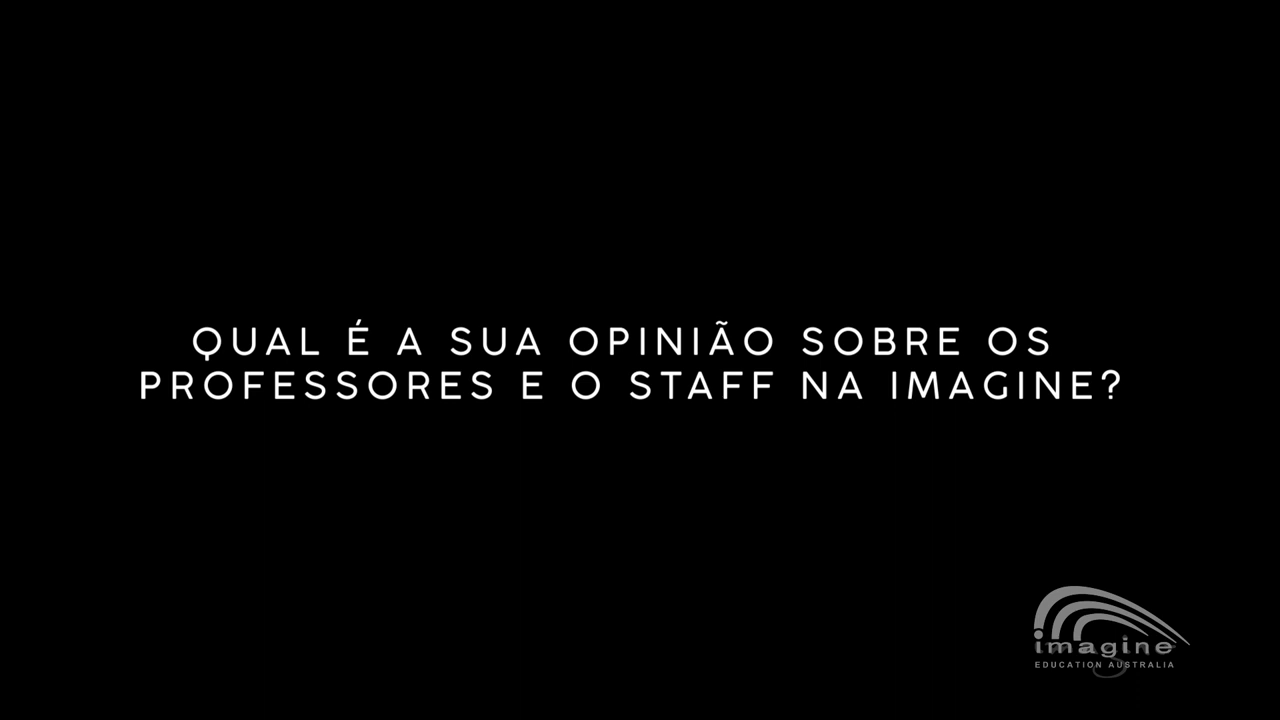 QUAL É A SUA OPINIÃO SOBRE OS
PROFESSORES E O STAFF NA IMAGINE?
imagine
EDUCATION AUSTRALIA